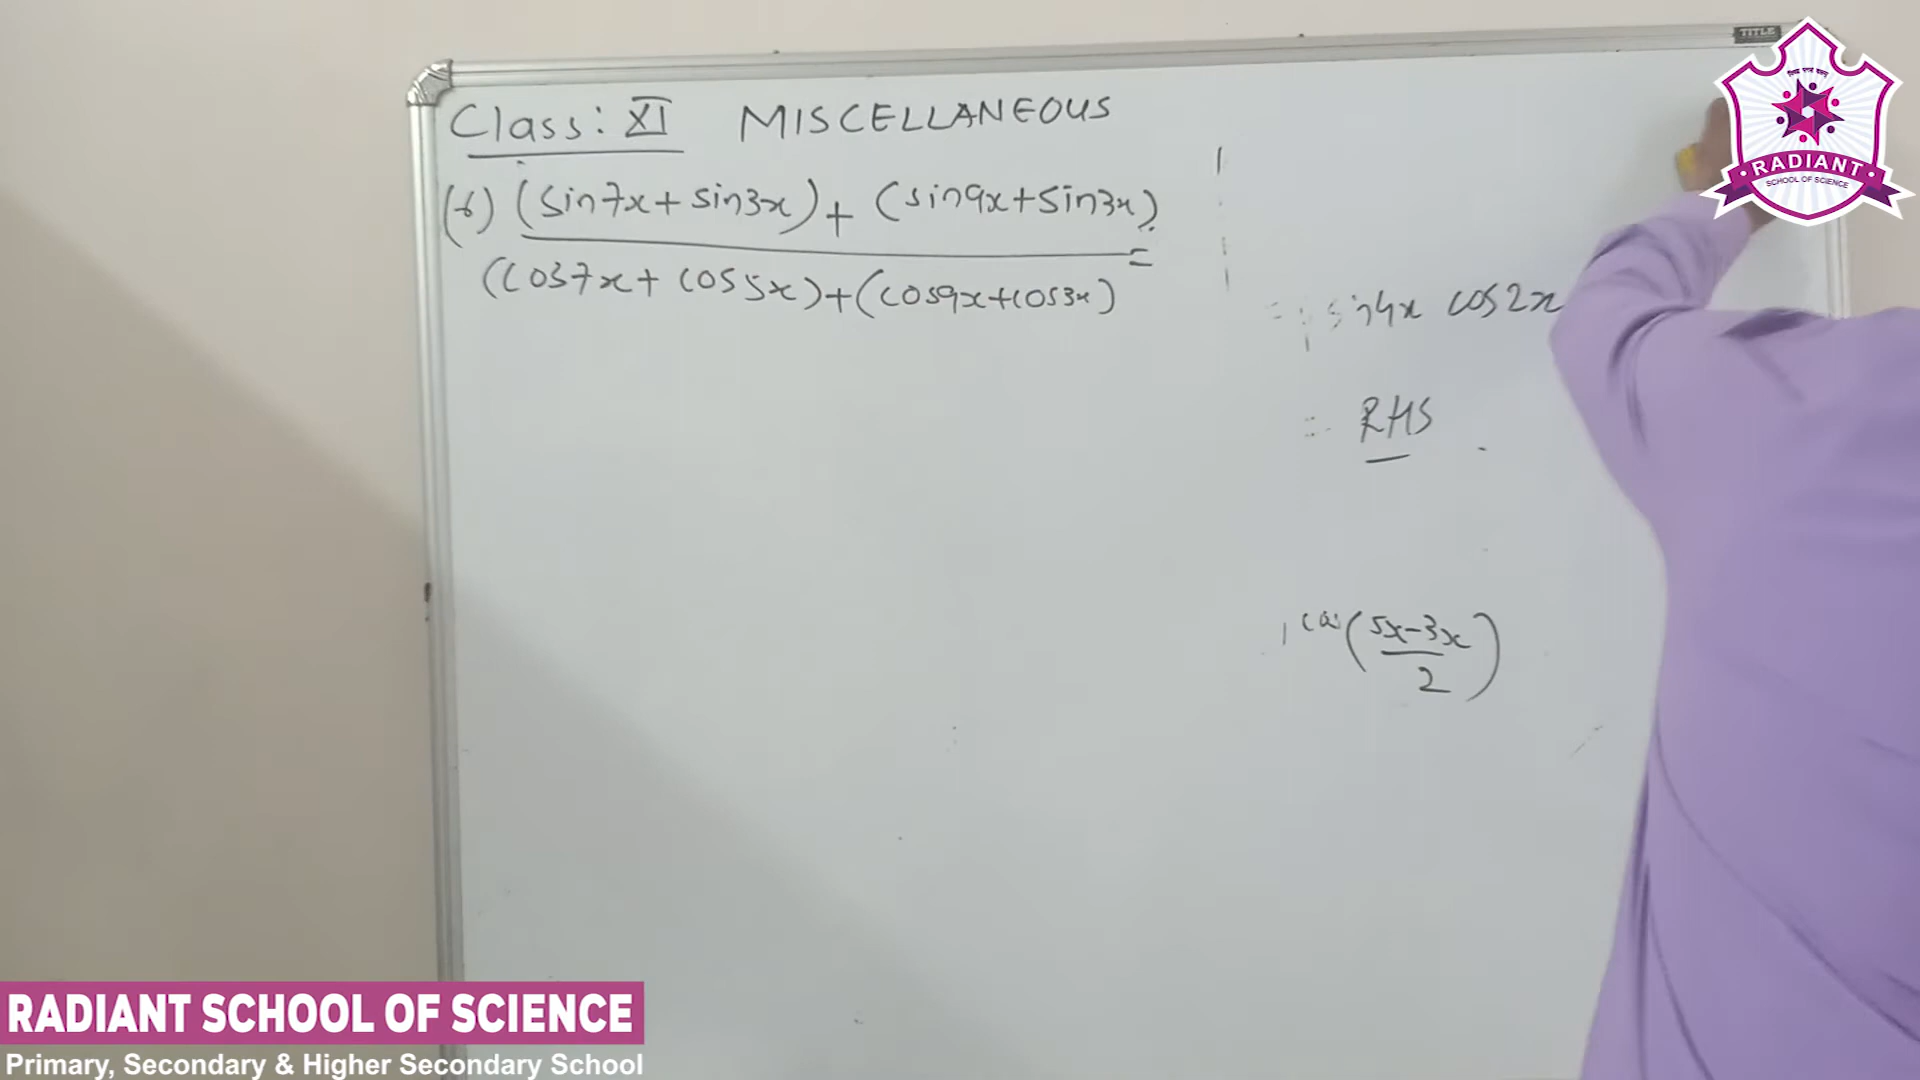 TITLE
Class: XI MISCELLANEOUS
(6) (sin7x + sin3x) + (sin9x + sin3x)
(cos7x + cos5x) + (cos9x + cos3x) =
sin4x cos2x
= RHS
cos(5x-3x
2)
RADIANT
SCHOOL OF SCIENCE
RADIANT SCHOOL OF SCIENCE
Primary, Secondary & Higher Secondary School